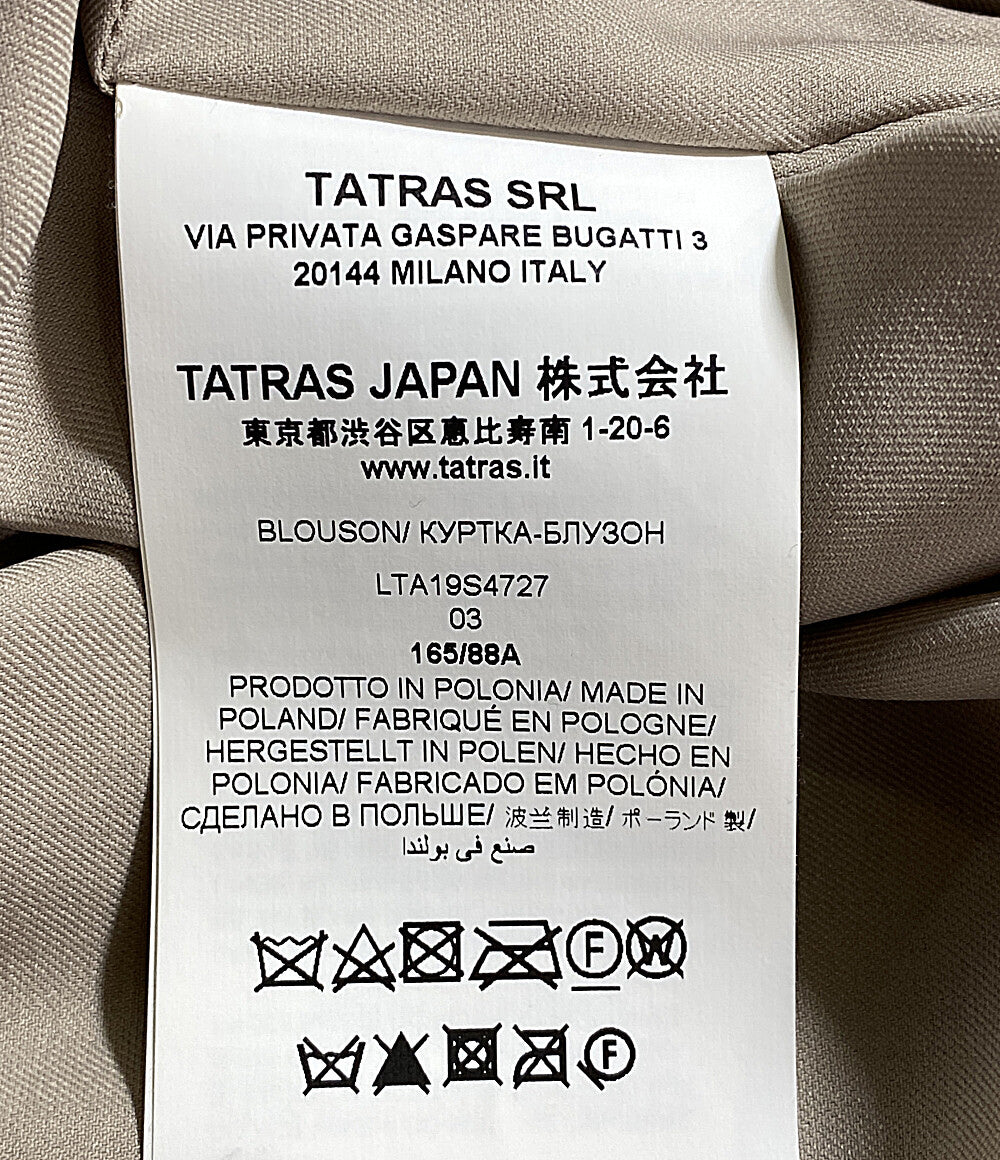 TATRAS SRL
VIA PRIVATA GASPARE BUGATTI 3
20144 MILANO ITALY
TATRAS JAPAN 株式会社
東京都渋谷区恵比寿南 1-20-6
www.tatras.it
BLOUSON/ КУРТКА-БЛУЗОН
LTA19S4727
03
165/88A
PRODOTTO IN POLONIA/ MADE IN
POLAND/ FABRIQUÉ EN POLOGNE/
HERGESTELLT IN POLEN/ HECHO EN
POLONIA/ FABRICADO EM POLÓNIA/
СДЕЛАНО В ПОЛЬШЕ/ 波兰制造/ ポーランド製/
صنع فى بولندا
F W
F